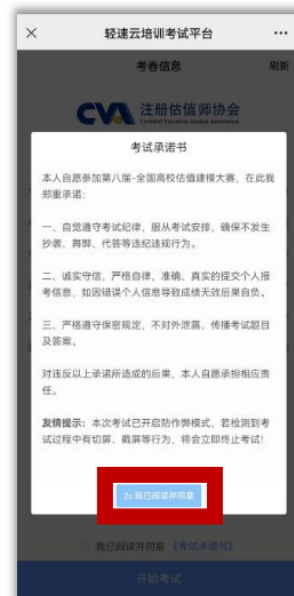 轻速云培训考试平台
考卷信息
刷新
CVA 注册估值师协会
Certified Valuation Analyst Association
考试承诺书
本人自愿参加第八届-全国高校估值建模大赛，在此我
郑重承诺：
一、自觉遵守考试纪律，服从考试安排，确保不发生
抄袭、舞弊、代答等违纪违规行为。
二、诚实守信，严格自律，准确、真实的提交个人报
考信息，如因错误个人信息导致成绩无效后果自负。
三、严格遵守保密规定，不对外泄露、传播考试题目
及答案。
对违反以上承诺所造成的后果，本人自愿承担相应责
任。
友情提示：本次考试已开启防作弊模式，若检测到考
试过程中有切屏、截屏等行为，将会立即终止考试!
2s 我已阅读并同意
我已阅读并同意 《考试承诺书》
开始考试